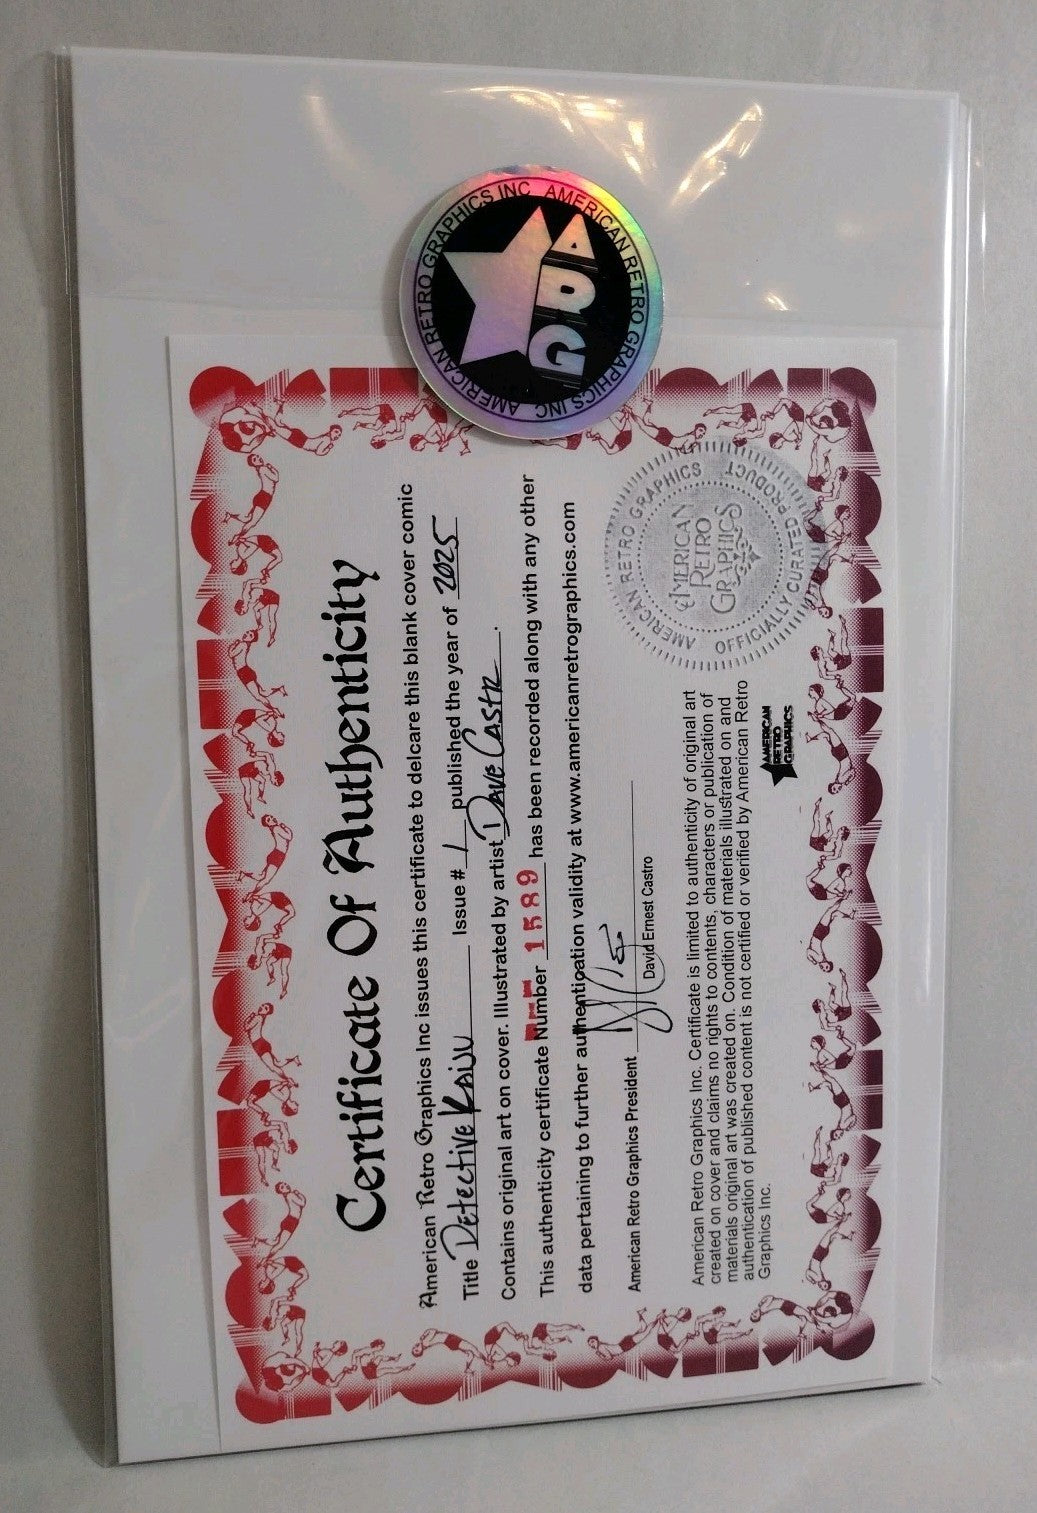 AMERICAN RETRO GRAPHICS INC AMERICAN RETRO GRAPHICS INC
ARG
Certificate Of Authenticity
American Retro Graphics Inc issues this certificate to delcare this blank cover comic
Title Detective Kaiju Issue # 1 published the year of 2025
Contains original art on cover. Illustrated by artist Dave Castr.
This authenticity certificate Number 1589 has been recorded along with any other
data pertaining to further authentication validity at www.americanretrographics.com
American Retro Graphics President
David Ernest Castro
American Retro Graphics Inc. Certificate is limited to authenticity of original art
created on cover and claims no rights to contents, characters or publication of
materials original art was created on. Condition of materials illustrated on and
authentication of published content is not certified or verified by American Retro
Graphics Inc.
AMERICAN
RETRO
GRAPHICS
AMERICAN RETRO GRAPHICS
OFFICIALLY CURATED PRODUCT
AMERICAN
RETRO
GRAPHICS